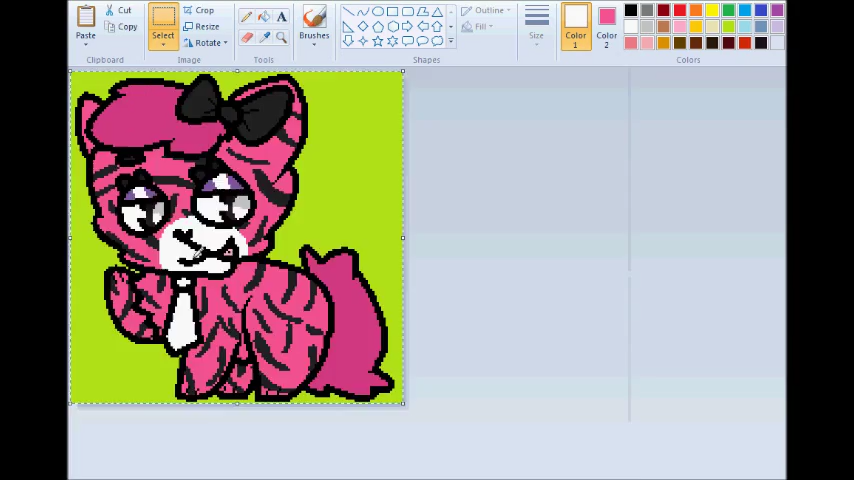 Paste
Cut
Copy
Clipboard
Select
Crop
Resize
Rotate
Image
A
Tools
Brushes
Outline
Fill
Shapes
Size
Color
1
Color
2
Colors